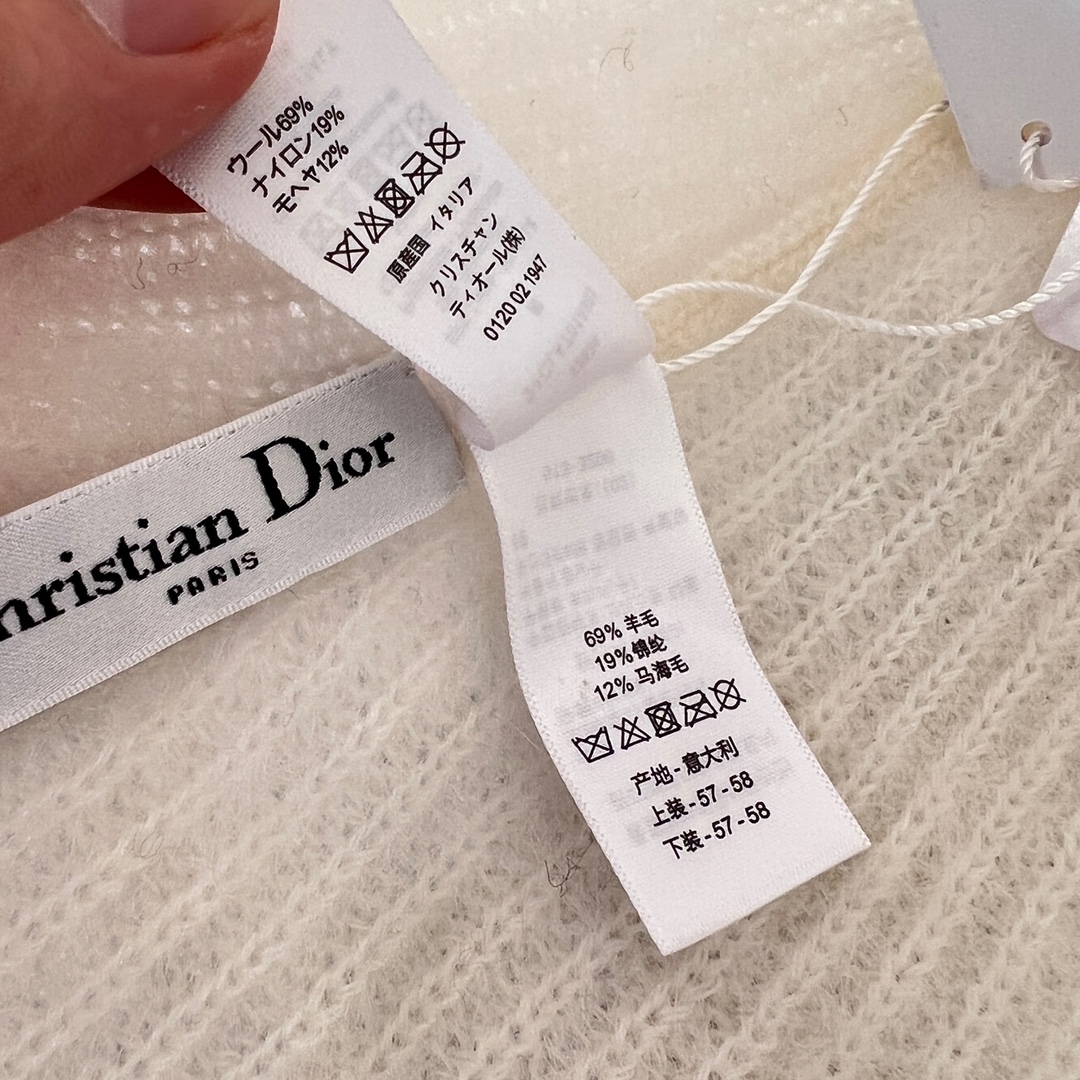 ウール69%
ナイロン19%
モヘヤ12%
原産国 イタリア
クリスチャン
ディオール(株)
0120 02 1947
hristian Dior
PARIS
69% 羊毛
19% 锦纶
12% 马海毛
产地-意大利
上装-57-58
下装-57-58